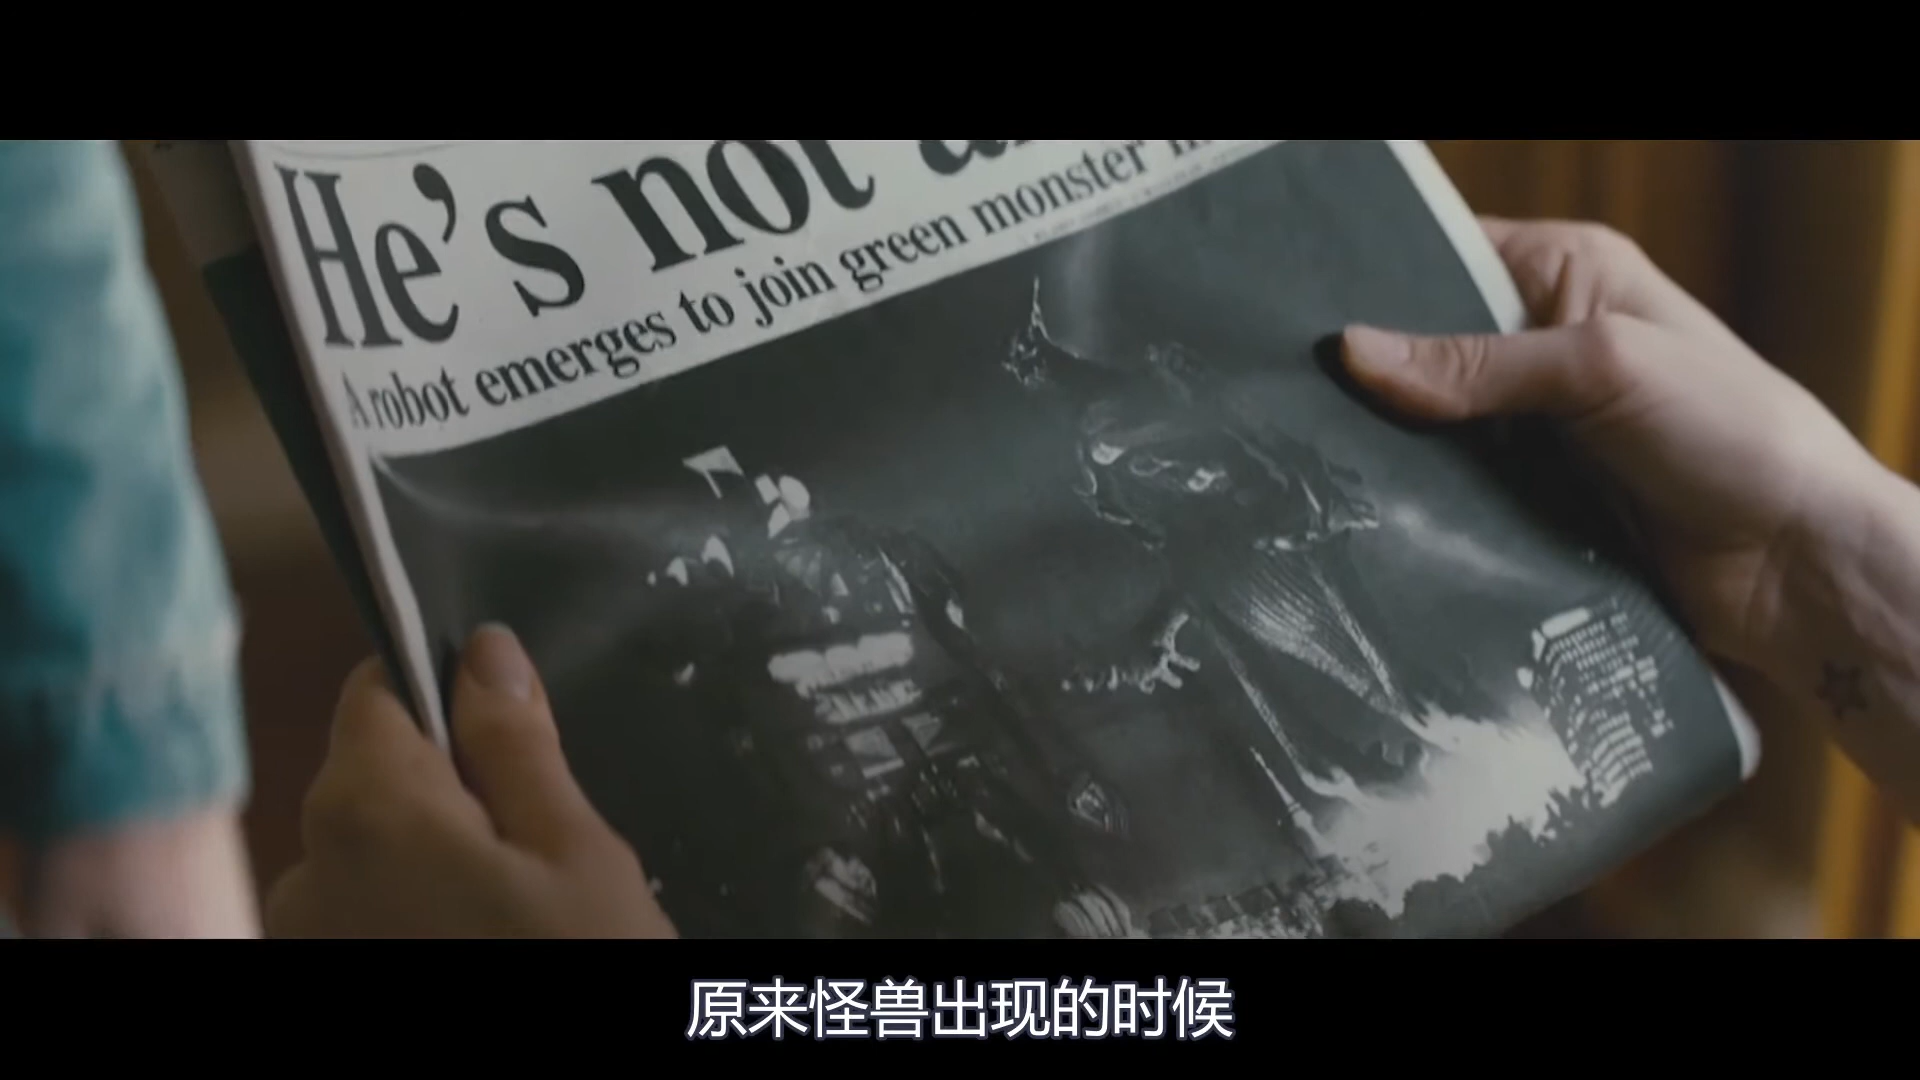 He's not
A robot emerges to join green monster
原来怪兽出现的时候